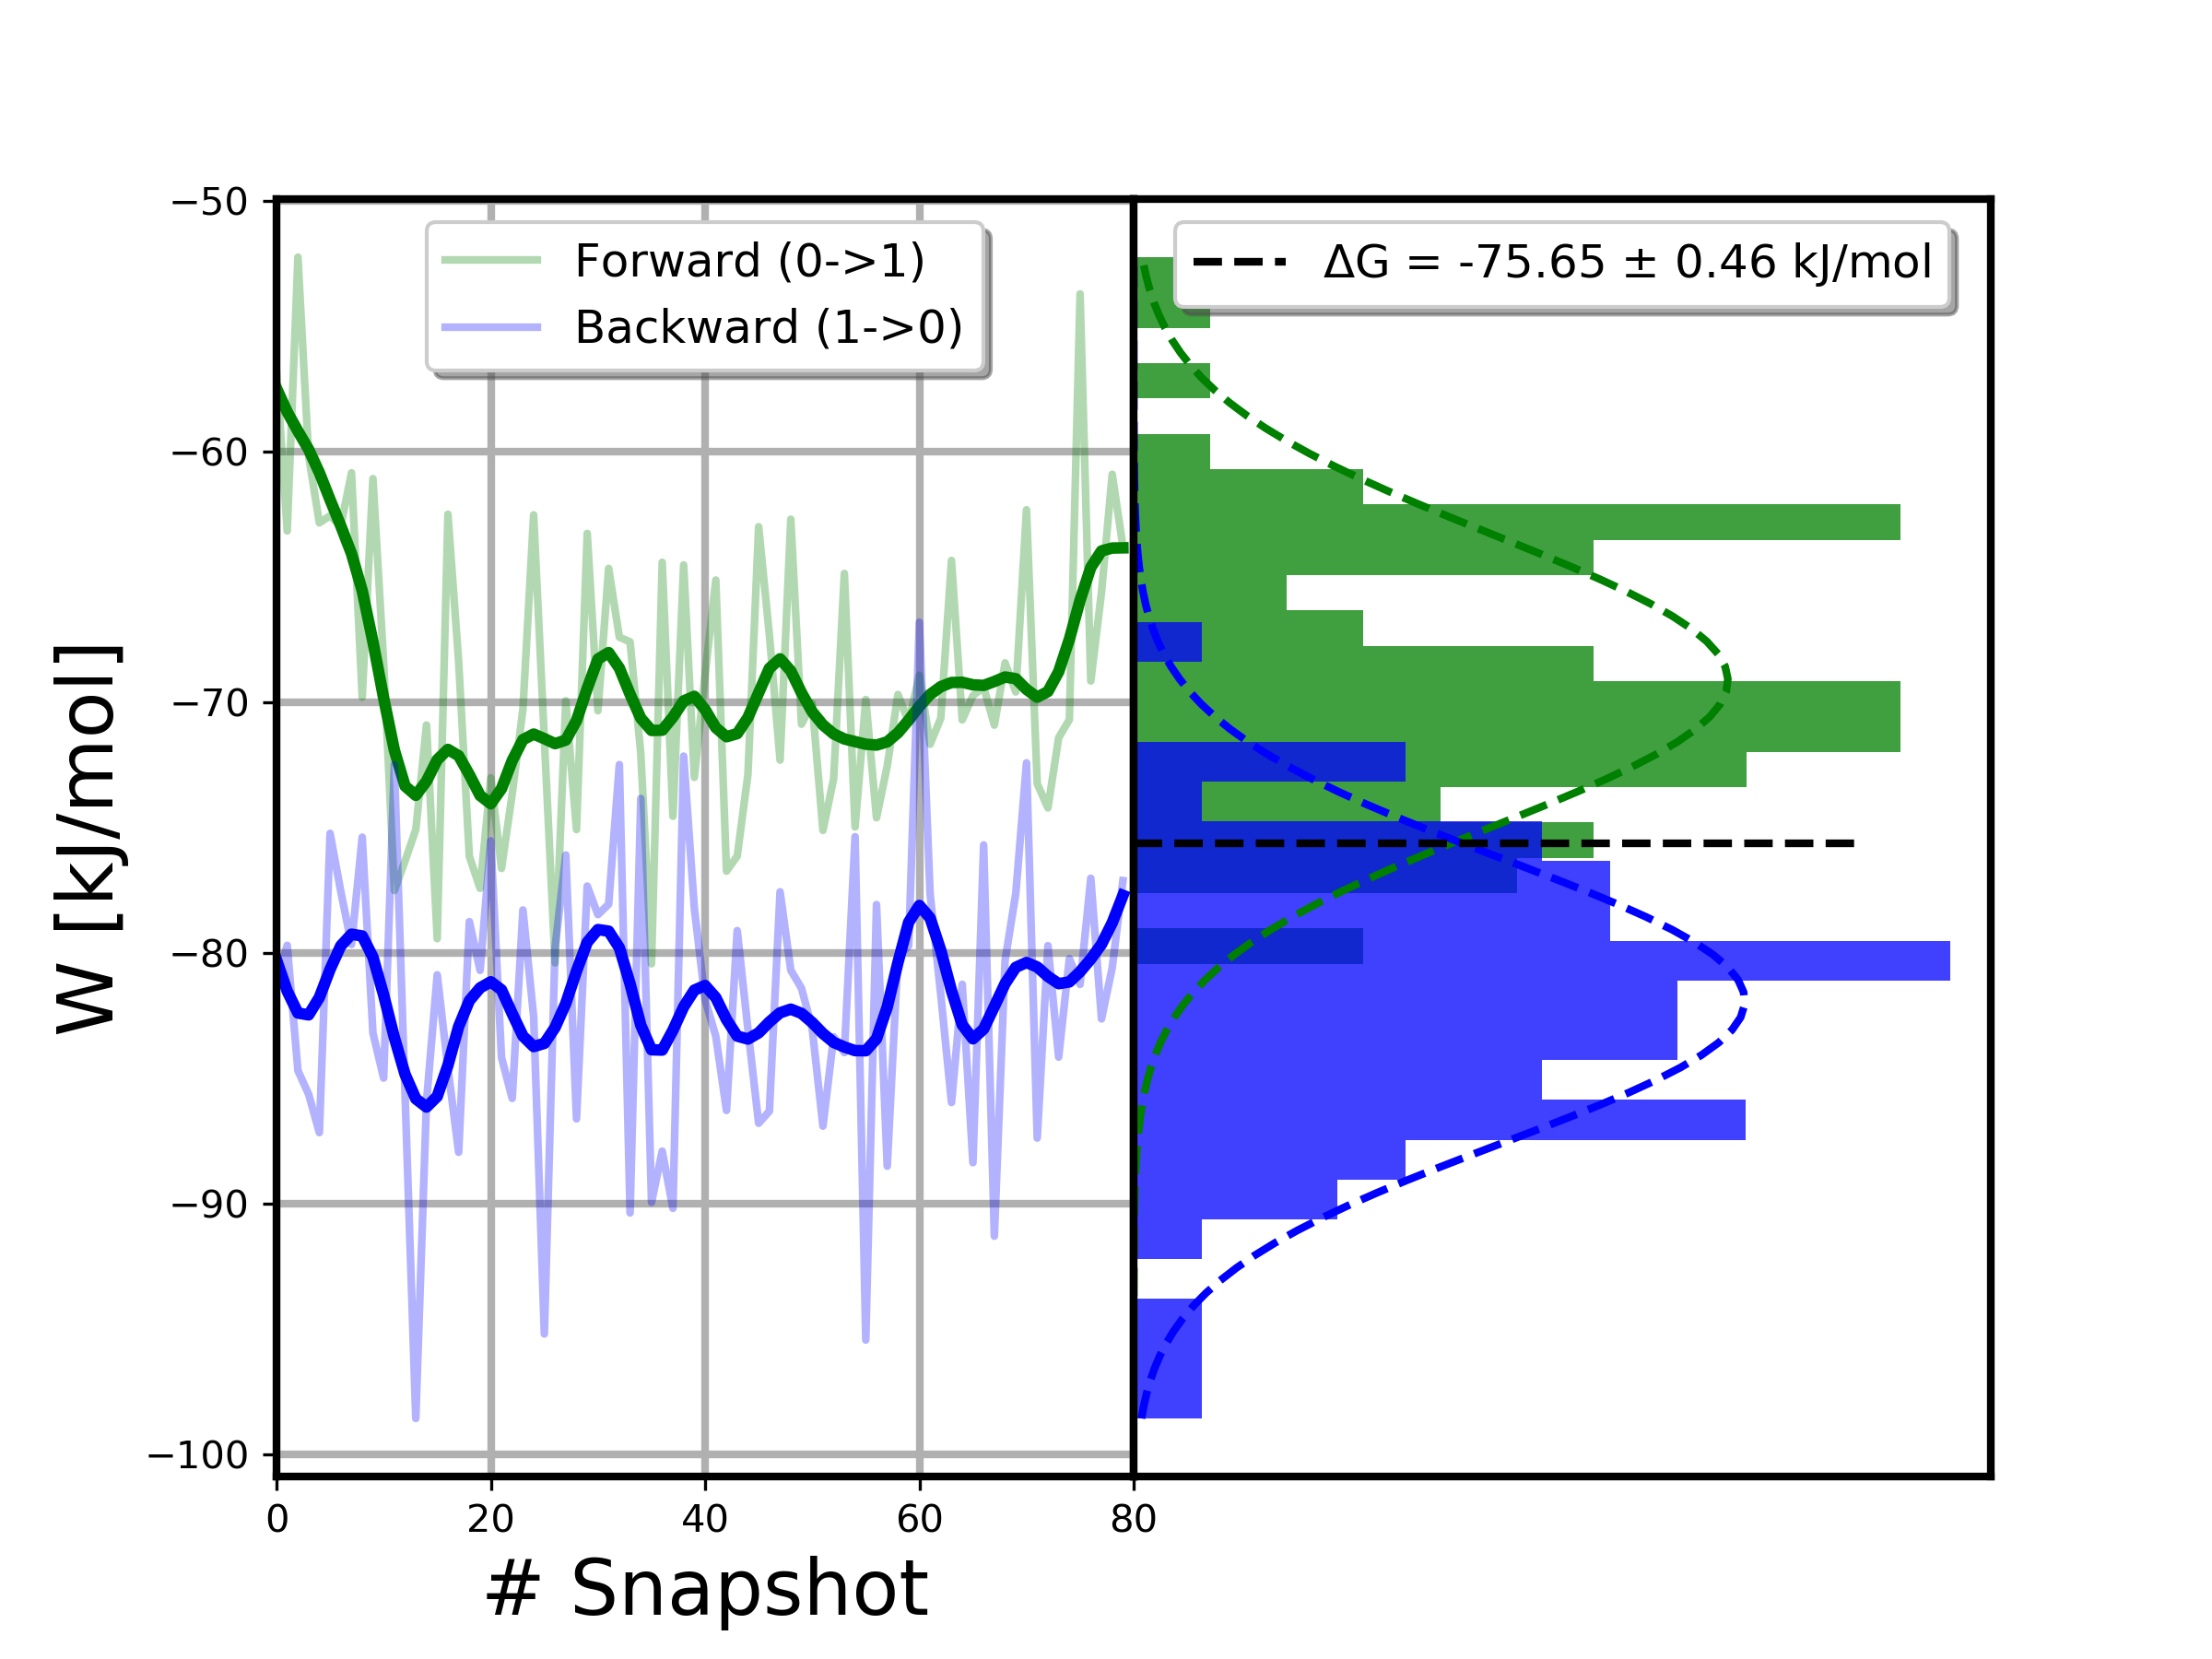 Forward (0->1)
Backward (1->0)
ΔG = -75.65 ± 0.46 kJ/mol
W [kJ/mol]
−50
−60
−70
−80
−90
−100
0 20 40 60 80
# Snapshot